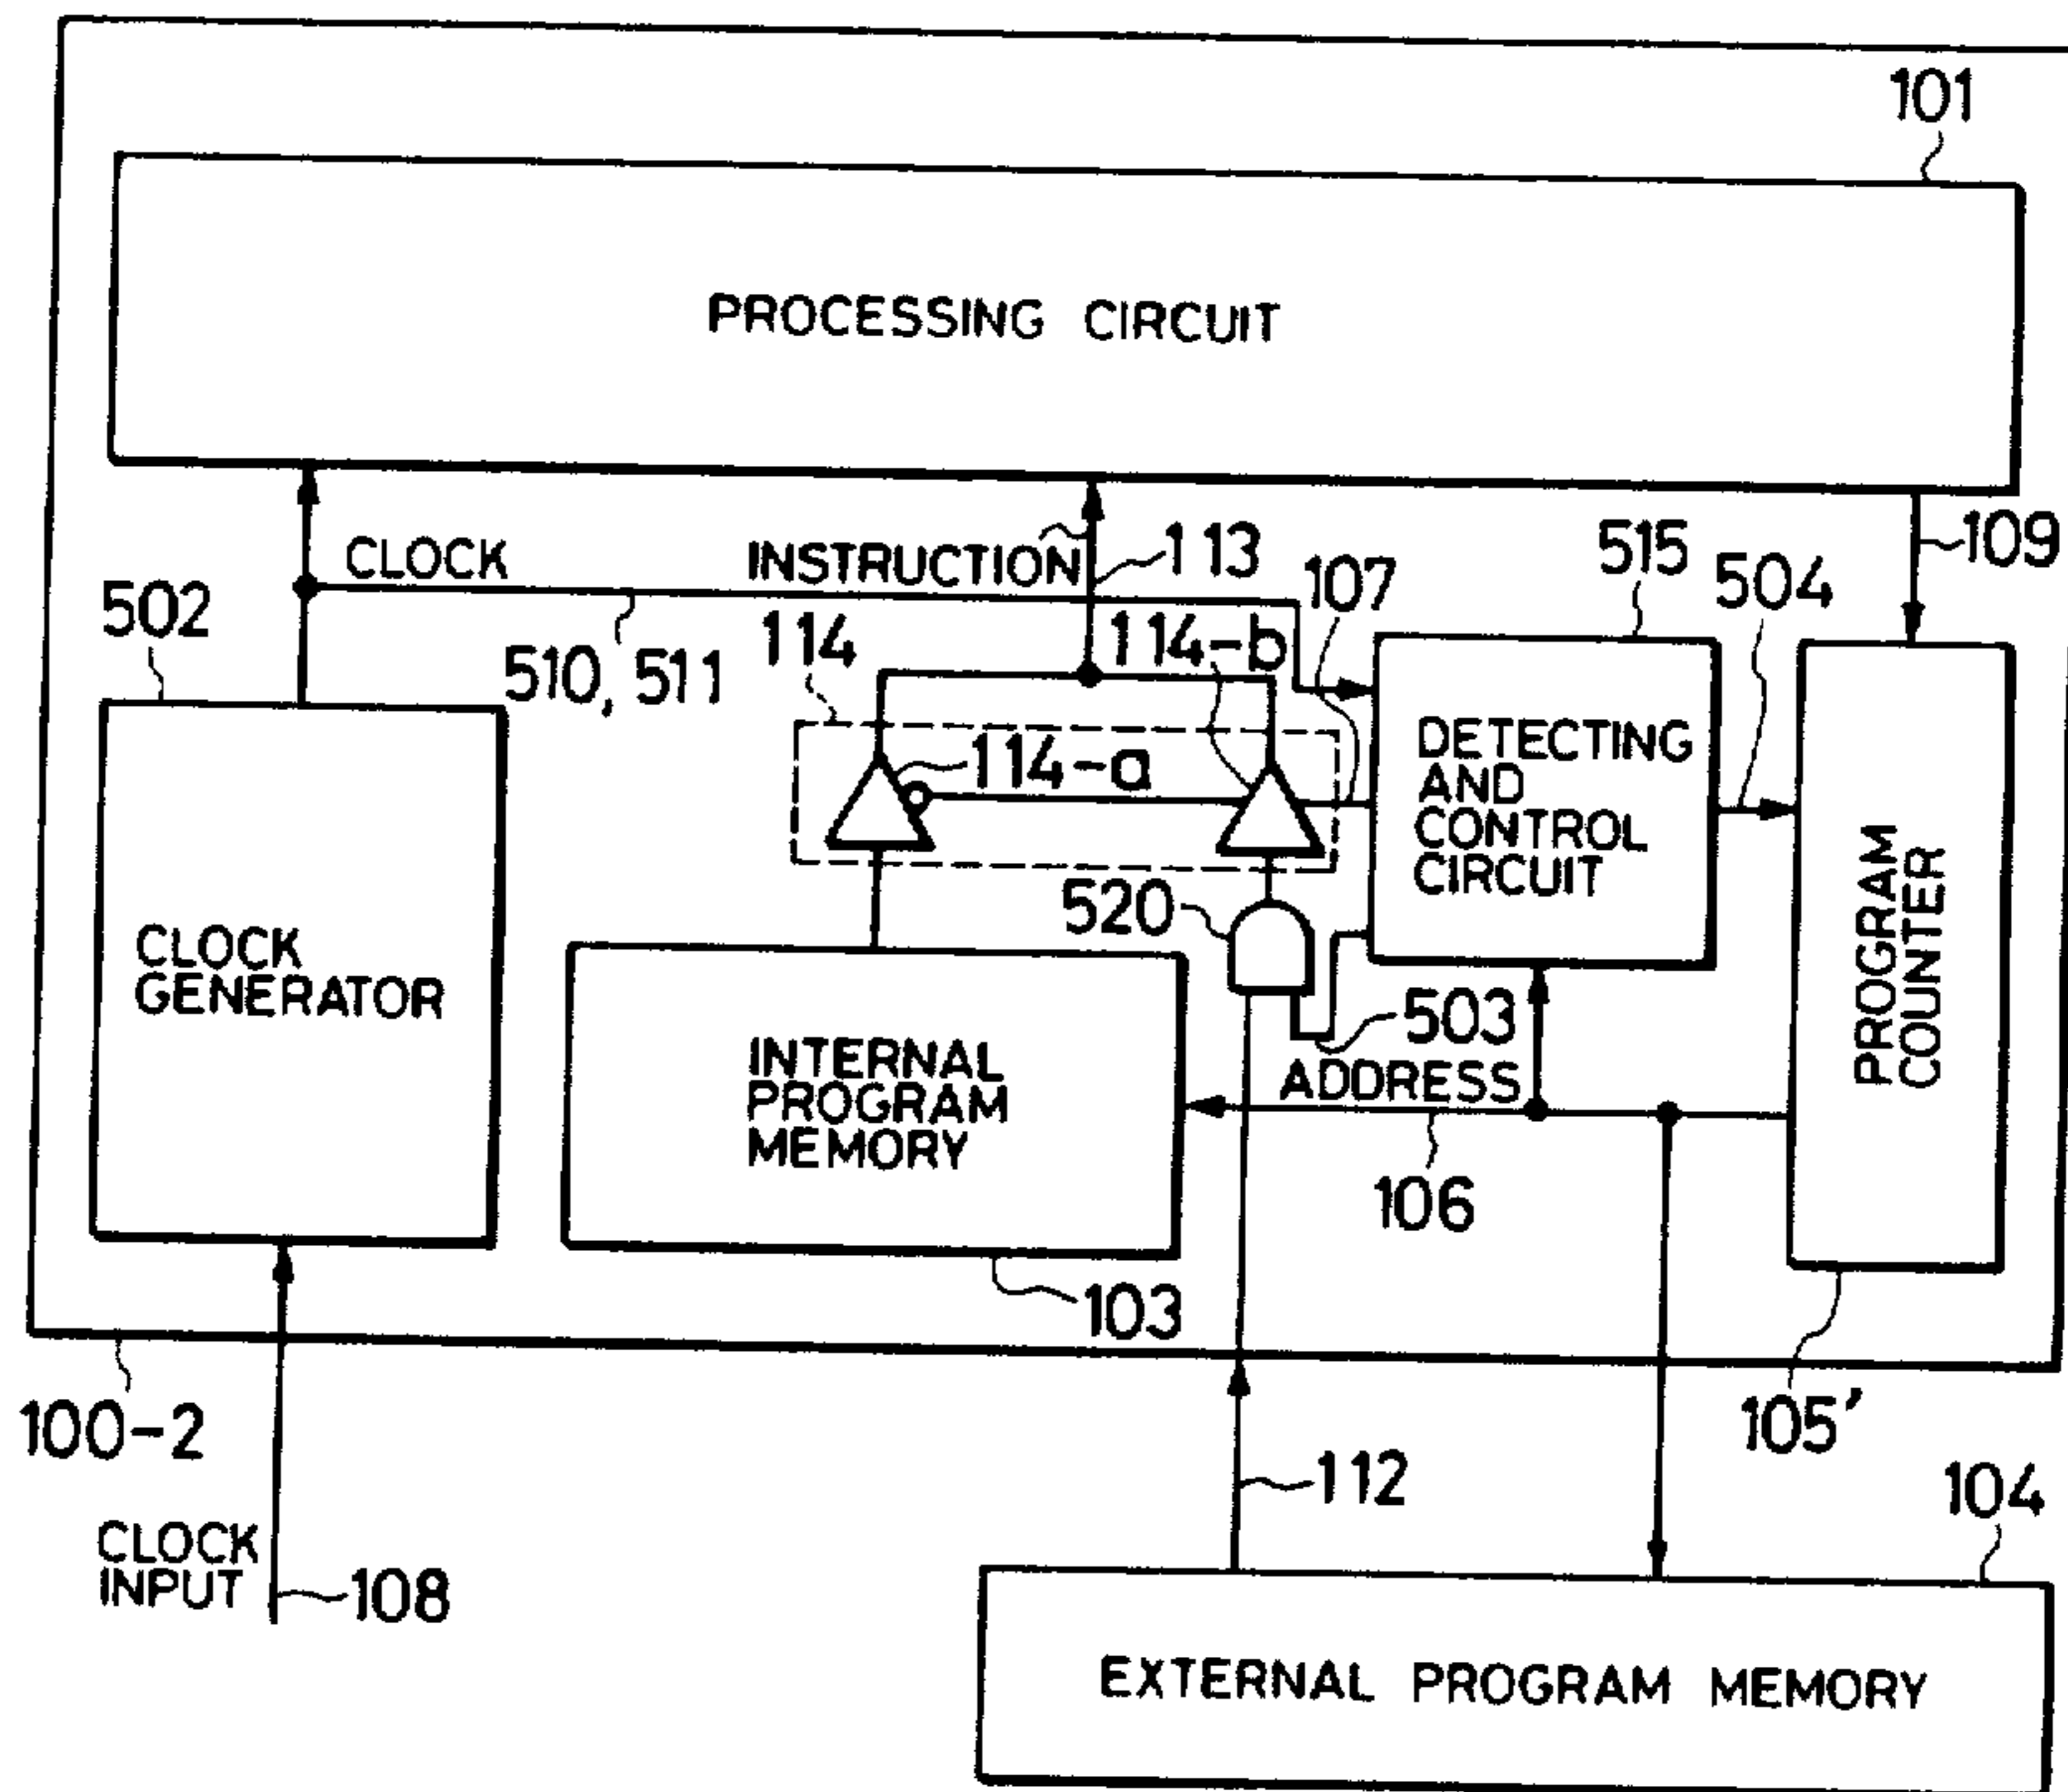 101
PROCESSING CIRCUIT
CLOCK
INSTRUCTION
113
107
515
504
109
502
510, 511
114
114-b
114-a
DETECTING
AND
CONTROL
CIRCUIT
520
PROGRAM
COUNTER
CLOCK
GENERATOR
503
INTERNAL
PROGRAM
MEMORY
ADDRESS
106
103
100-2
105'
112
104
CLOCK
INPUT
108
EXTERNAL PROGRAM MEMORY